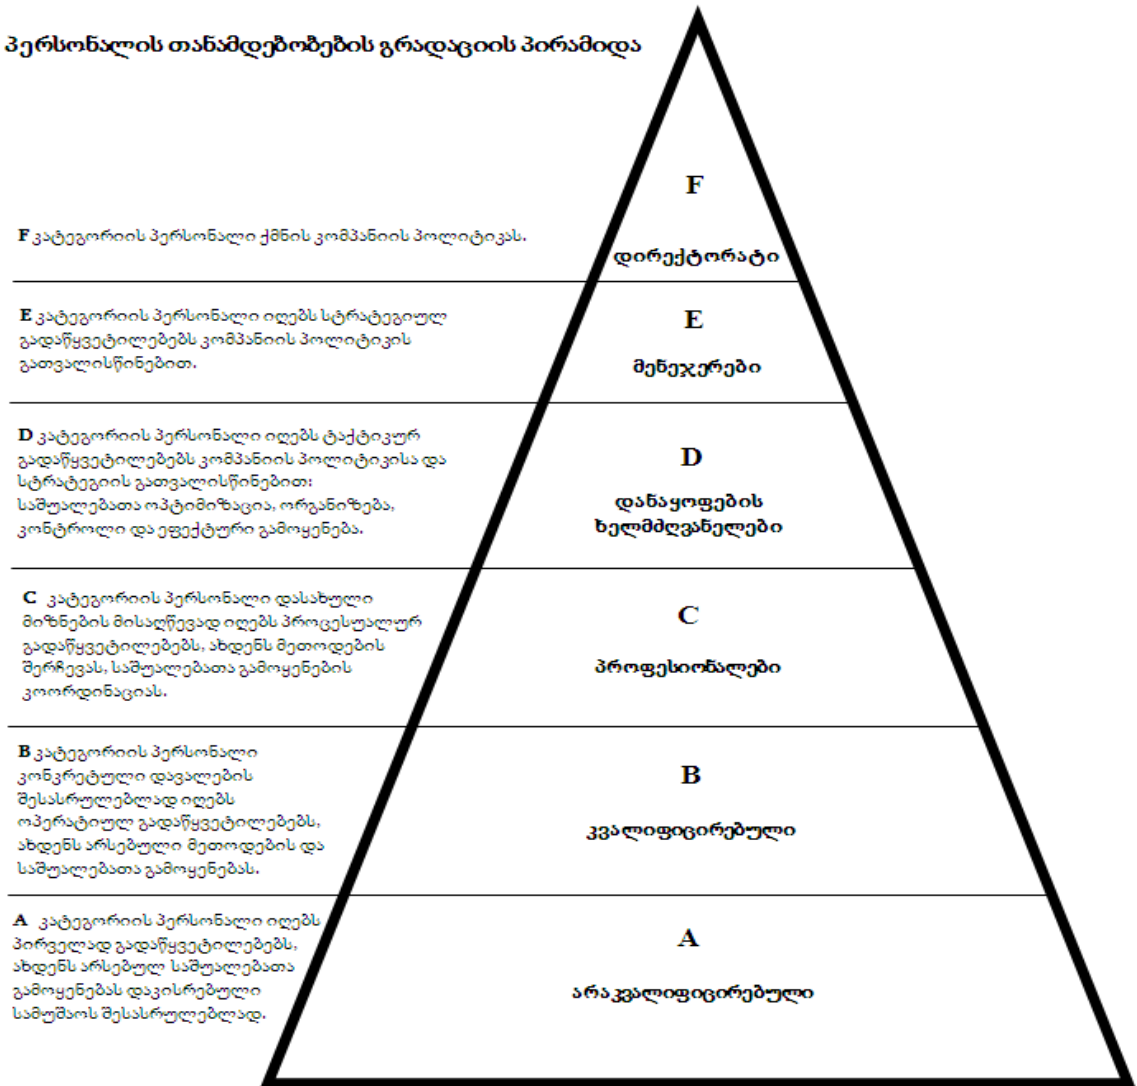 პერსონალის თანამდებობების გრადაციის პირამიდა
F
F კატეგორიის პერსონალი ქმნის კომპანიის პოლიტიკას.
დირექტორატი
E კატეგორიის პერსონალი იღებს სტრატეგიულ
გადაწყვეტილებებს კომპანიის პოლიტიკის
გათვალისწინებით.
E
მენეჯერები
D კატეგორიის პერსონალი იღებს ტაქტიკურ
გადაწყვეტილებებს კომპანიის პოლიტიკისა და
სტრატეგიის გათვალისწინებით:
საშუალებათა ოპტიმიზაცია, ორგანიზება,
კონტროლი და ეფექტური გამოყენება.
D
დანაყოფების
ხელმძღვანელები
C კატეგორიის პერსონალი დასახული
მიზნების მისაღწევად იღებს პროცესუალურ
გადაწყვეტილებებს, ახდენს მეთოდების
შერჩევას, საშუალებათა გამოყენების
კოორდინაციას.
C
პროფესიონალები
B კატეგორიის პერსონალი
კონკრეტული დავალების
შესასრულებლად იღებს
ოპერატიულ გადაწყვეტილებებს,
ახდენს არსებული მეთოდების და
საშუალებათა გამოყენებას.
B
კვალიფიცირებული
A კატეგორიის პერსონალი იღებს
პირველად გადაწყვეტილებებს,
ახდენს არსებულ საშუალებათა
გამოყენებას დაკისრებული
სამუშაოს შესასრულებლად.
A
არაკვალიფიცირებული